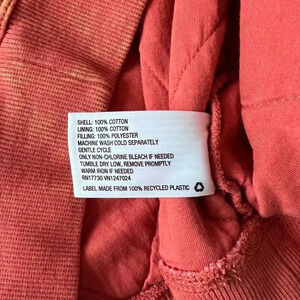 SHELL: 100% COTTON
LINING: 100% COTTON
FILLING: 100% POLYESTER
MACHINE WASH COLD SEPARATELY
GENTLE CYCLE
ONLY NON-CHLORINE BLEACH IF NEEDED
TUMBLE DRY LOW, REMOVE PROMPTLY
WARM IRON IF NEEDED
RN17730 VN1247024
LABEL MADE FROM 100% RECYCLED PLASTIC